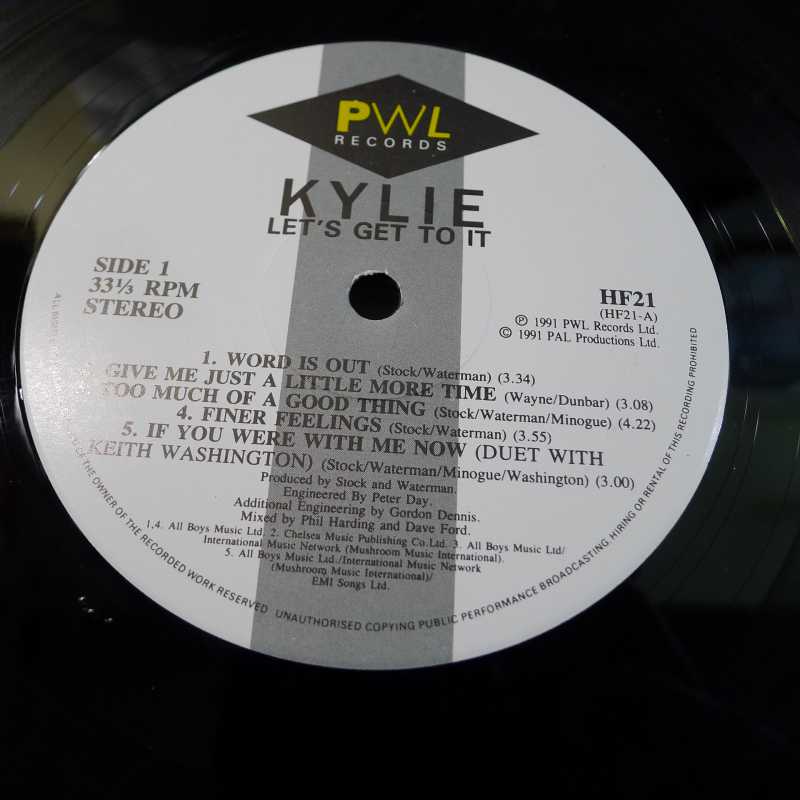 PWL
RECORDS
KYLIE
LET'S GET TO IT
SIDE 1
33⅓ RPM
STEREO
HF21
(HF21-A)
Ⓟ 1991 PWL Records Ltd.
© 1991 PAL Productions Ltd.
1. WORD IS OUT (Stock/Waterman) (3.34)
GIVE ME JUST A LITTLE MORE TIME (Wayne/Dunbar) (3.08)
TOO MUCH OF A GOOD THING (Stock/Waterman/Minogue) (4.22)
4. FINER FEELINGS (Stock/Waterman) (3.55)
5. IF YOU WERE WITH ME NOW (DUET WITH
KEITH WASHINGTON) (Stock/Waterman/Minogue/Washington) (3.00)
Produced by Stock and Waterman.
Engineered By Peter Day.
Additional Engineering by Gordon Dennis.
Mixed by Phil Harding and Dave Ford.
1,4. All Boys Music Ltd. 2. Chelsea Music Publishing Co.Ltd. 3. All Boys Music Ltd/
International Music Network (Mushroom Music International).
5. All Boys Music Ltd./International Music Network
(Mushroom Music International)/
EMI Songs Ltd.
THE OWNER OF THE RECORDED WORK RESERVED UNAUTHORISED COPYING PUBLIC PERFORMANCE BROADCASTING HIRING OR RENTAL OF THIS RECORDING PROHIBITED